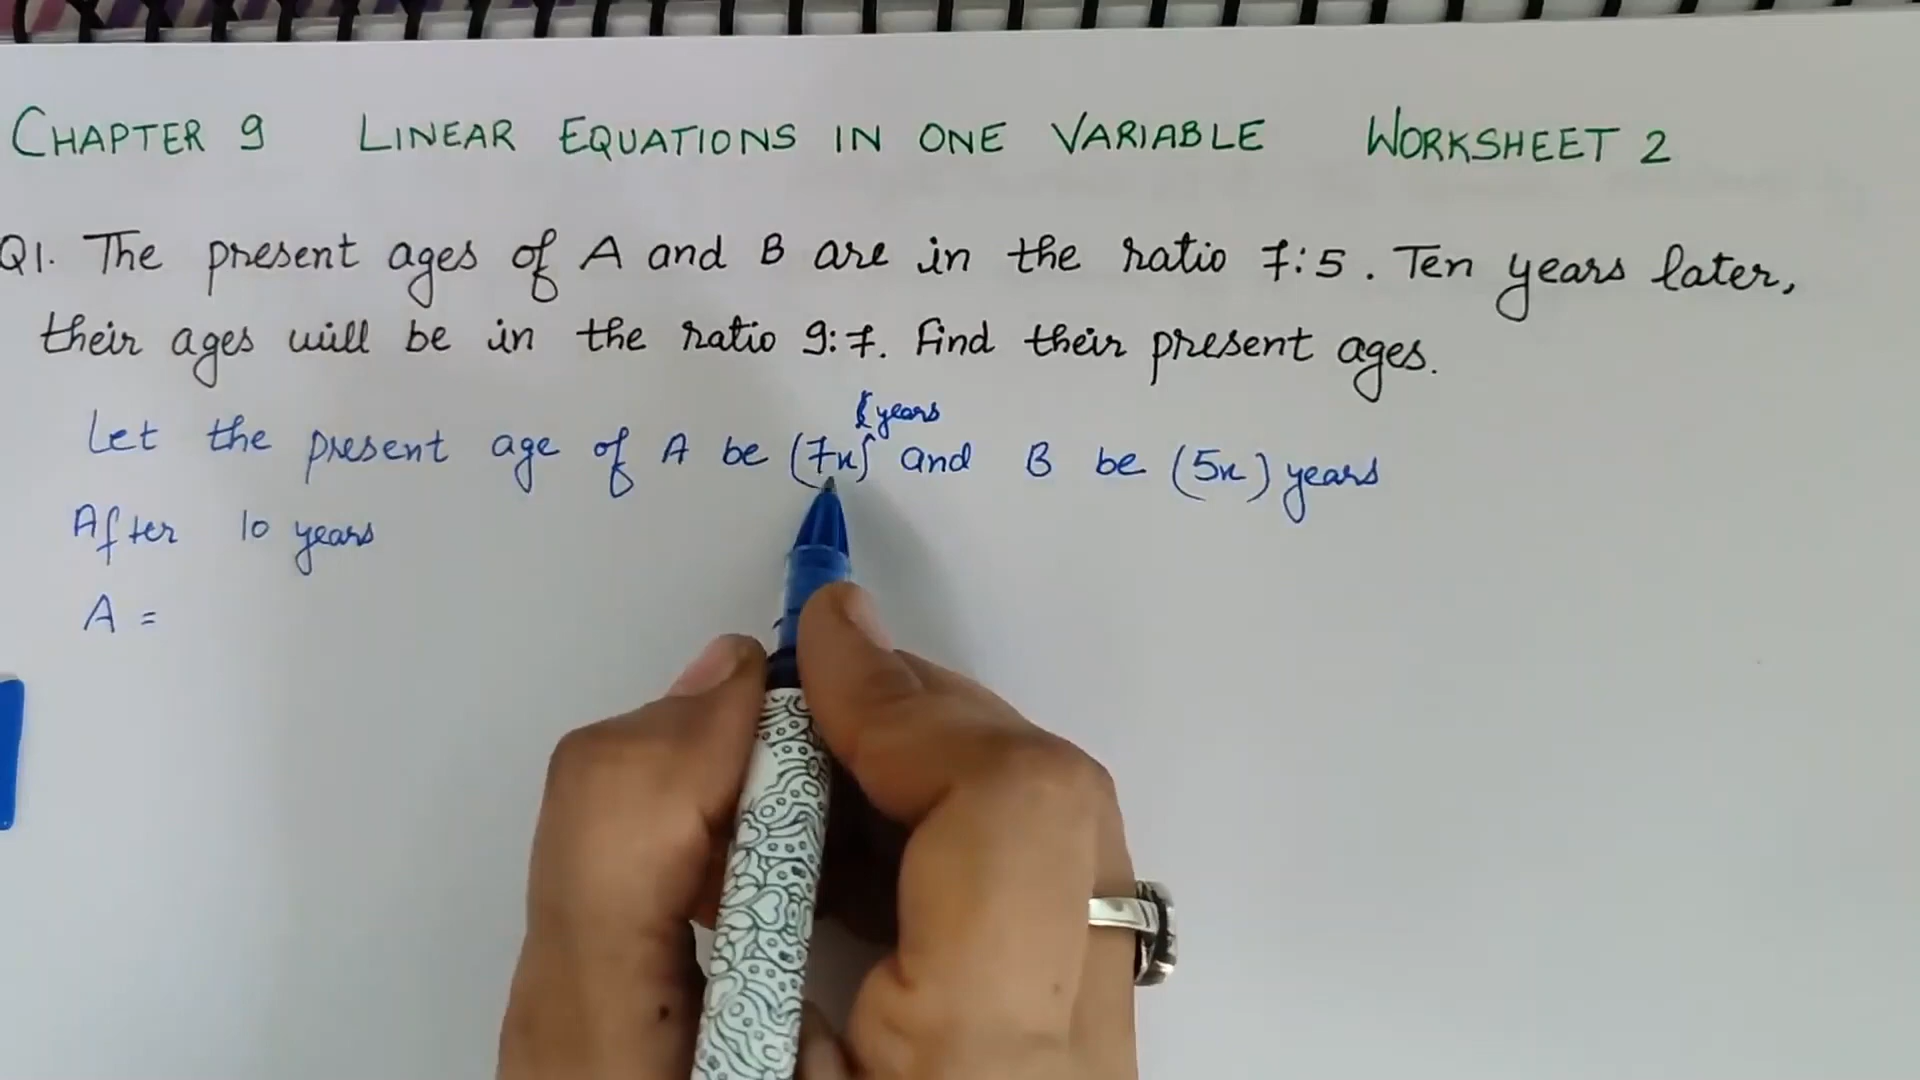 CHAPTER 9 LINEAR EQUATIONS IN ONE VARIABLE WORKSHEET 2
Q1. The present ages of A and B are in the ratio 7:5. Ten years later,
their ages will be in the ratio 9:7. Find their present ages.
years
Let the present age of A be (7x) and B be (5x) years
After 10 years
A =